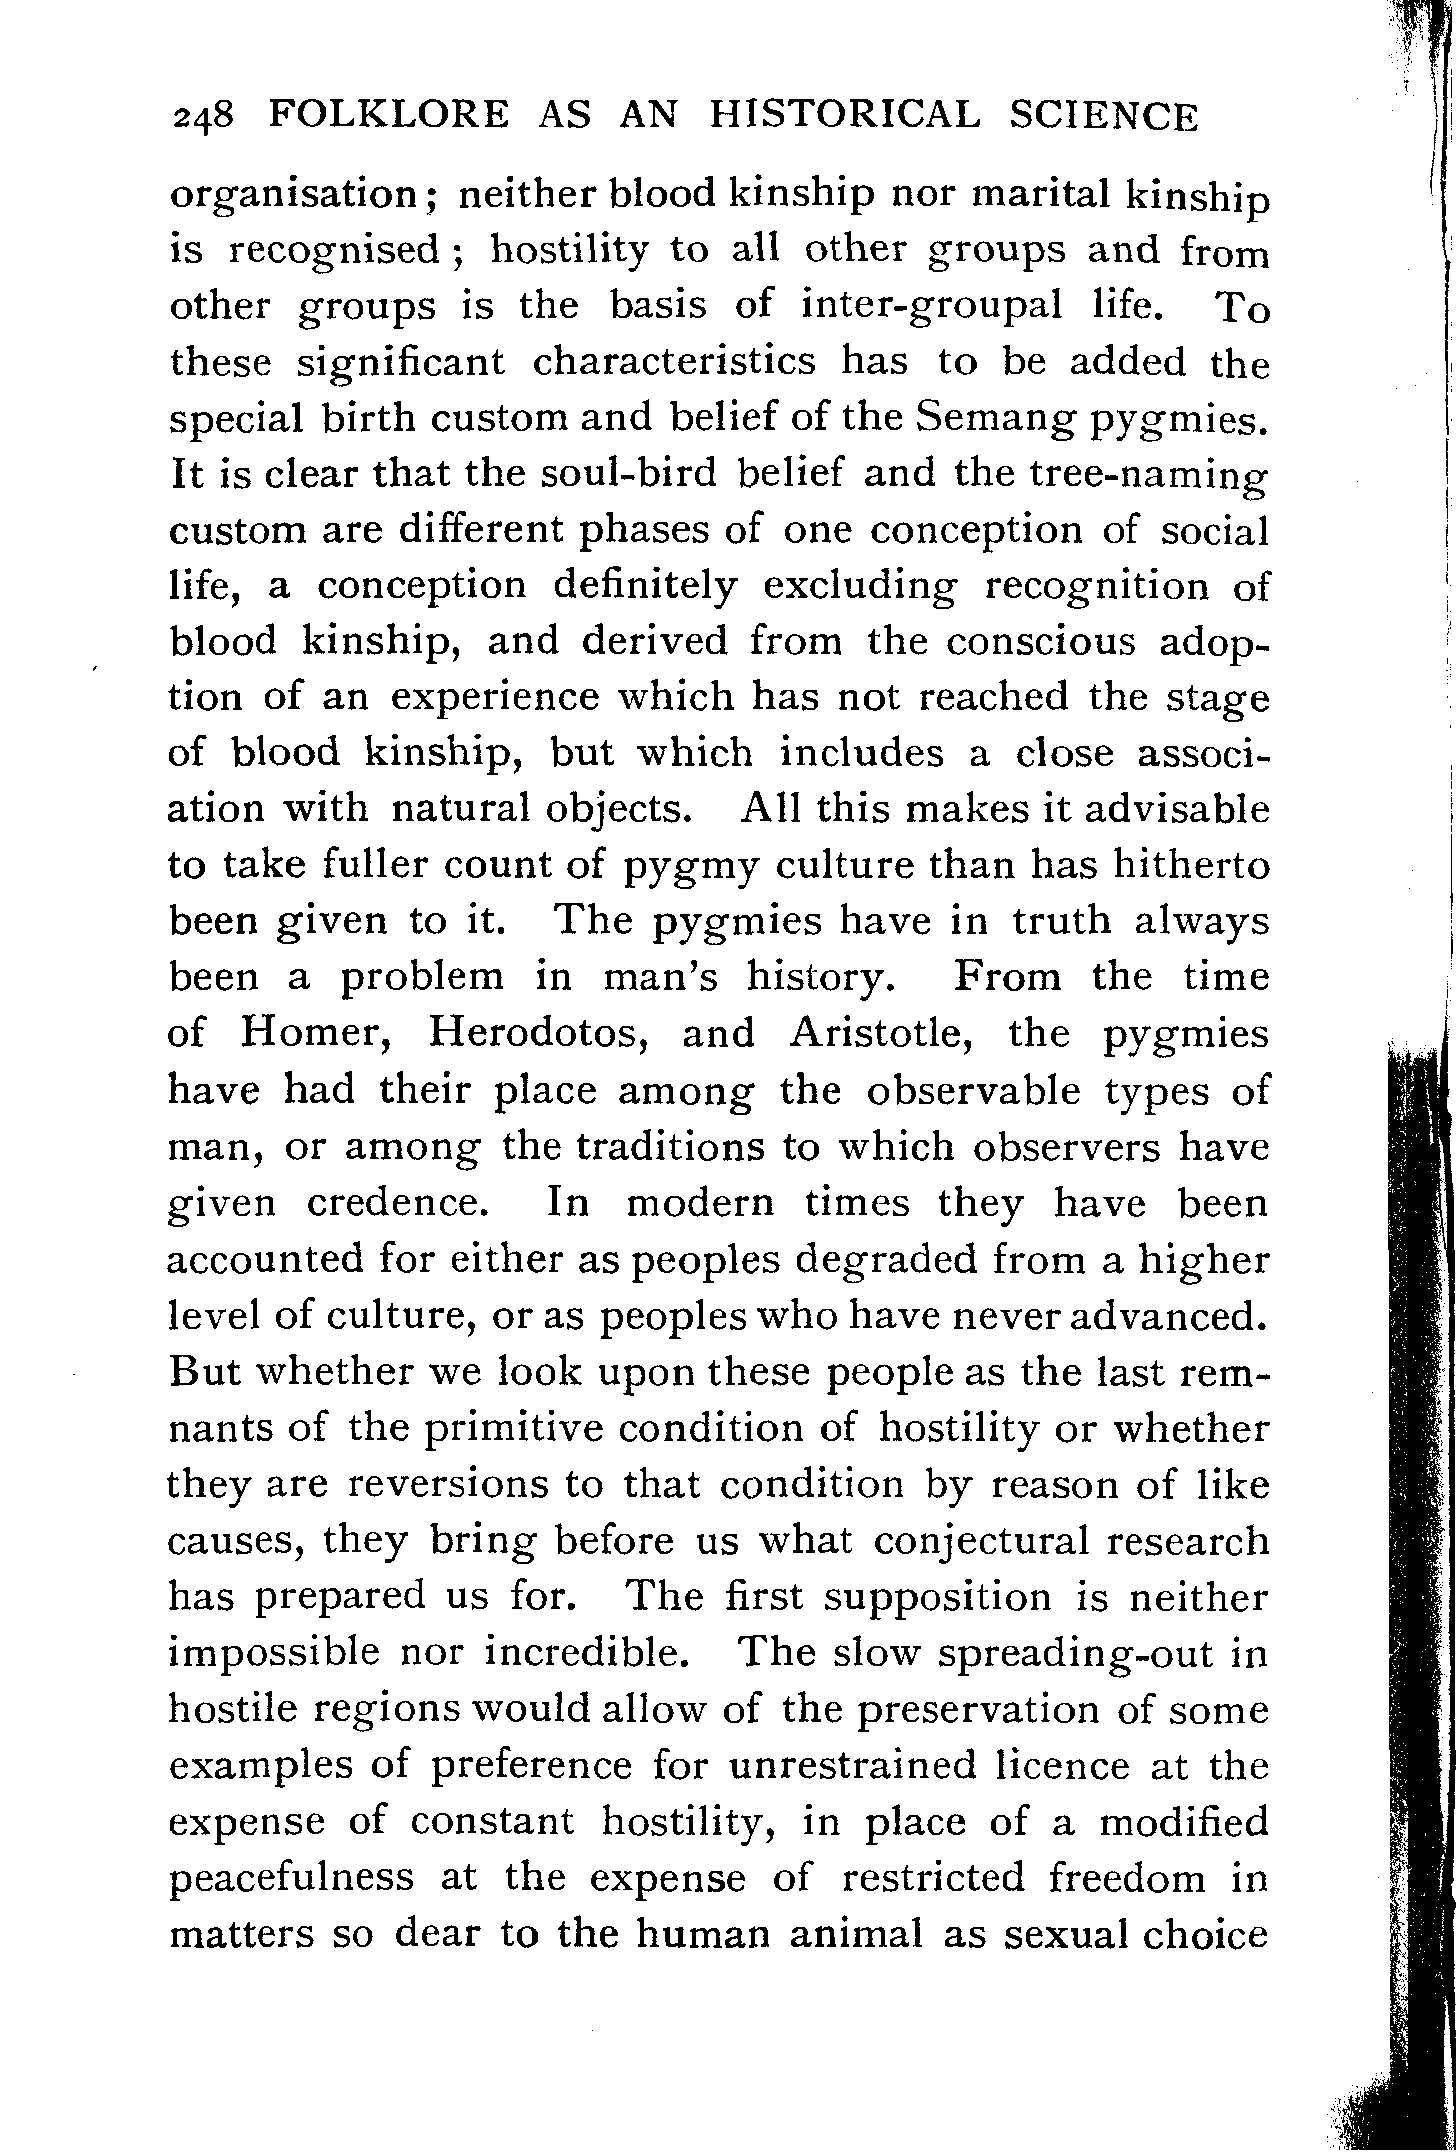 248 FOLKLORE AS AN HISTORICAL SCIENCE
organisation; neither blood kinship nor marital kinship
is recognised; hostility to all other groups and from
other groups is the basis of inter-groupal life. To
these significant characteristics has to be added the
special birth custom and belief of the Semang pygmies.
It is clear that the soul-bird belief and the tree-naming
custom are different phases of one conception of social
life, a conception definitely excluding recognition of
blood kinship, and derived from the conscious adop-
tion of an experience which has not reached the stage
of blood kinship, but which includes a close associ-
ation with natural objects. All this makes it advisable
to take fuller count of pygmy culture than has hitherto
been given to it. The pygmies have in truth always
been a problem in man's history. From the time
of Homer, Herodotos, and Aristotle, the pygmies
have had their place among the observable types of
man, or among the traditions to which observers have
given credence. In modern times they have been
accounted for either as peoples degraded from a higher
level of culture, or as peoples who have never advanced.
But whether we look upon these people as the last rem-
nants of the primitive condition of hostility or whether
they are reversions to that condition by reason of like
causes, they bring before us what conjectural research
has prepared us for. The first supposition is neither
impossible nor incredible. The slow spreading-out in
hostile regions would allow of the preservation of some
examples of preference for unrestrained licence at the
expense of constant hostility, in place of a modified
peacefulness at the expense of restricted freedom in
matters so dear to the human animal as sexual choice